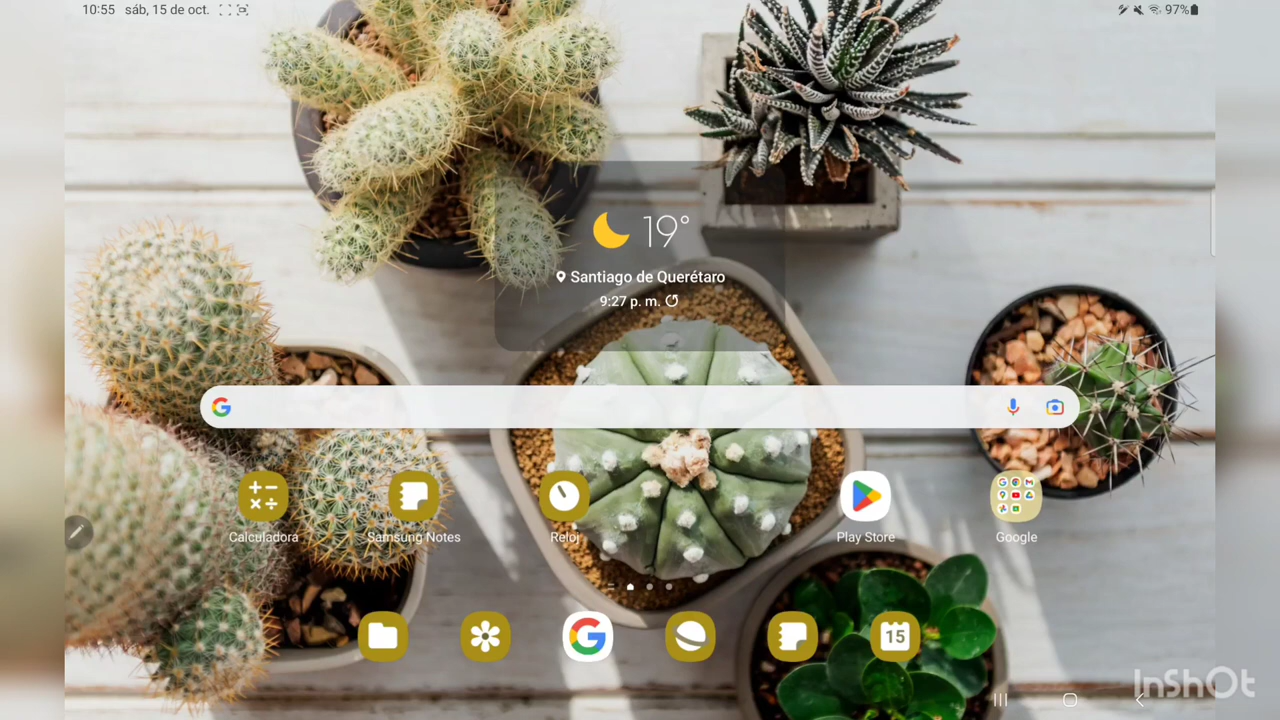 10:55 sáb, 15 de oct.
97%
19°
Santiago de Querétaro
9:27 p. m.
Calculadora
Samsung Notes
Reloj
Play Store
Google
15
InShOt